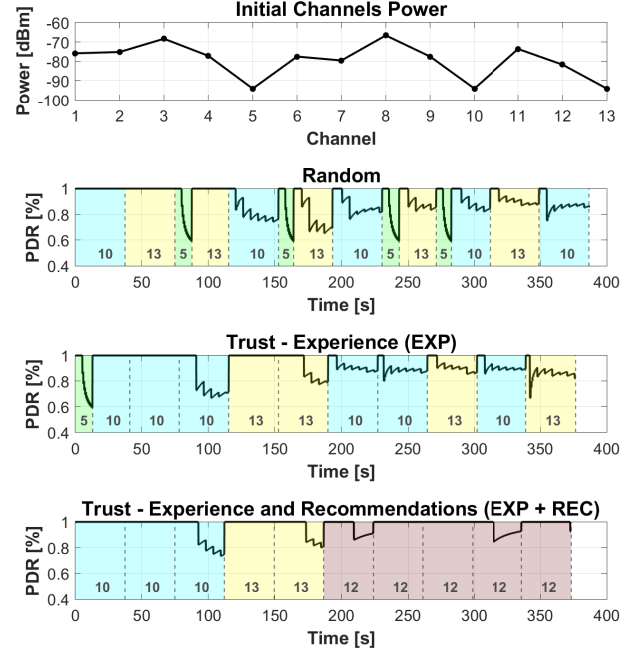 Initial Channels Power
Power [dBm]
-60
-70
-80
-90
-100
1 2 3 4 5 6 7 8 9 10 11 12 13
Channel
Random
PDR [%]
1
0.8
0.6
0.4
10 13 5 13 10 5 13 10 5 13 5 10 13 10
0 50 100 150 200 250 300 350 400
Time [s]
Trust - Experience (EXP)
PDR [%]
1
0.8
0.6
0.4
5 10 10 10 13 13 10 10 13 10 13
0 50 100 150 200 250 300 350 400
Time [s]
Trust - Experience and Recommendations (EXP + REC)
PDR [%]
1
0.8
0.6
0.4
10 10 10 13 13 12 12 12 12 12
0 50 100 150 200 250 300 350 400
Time [s]